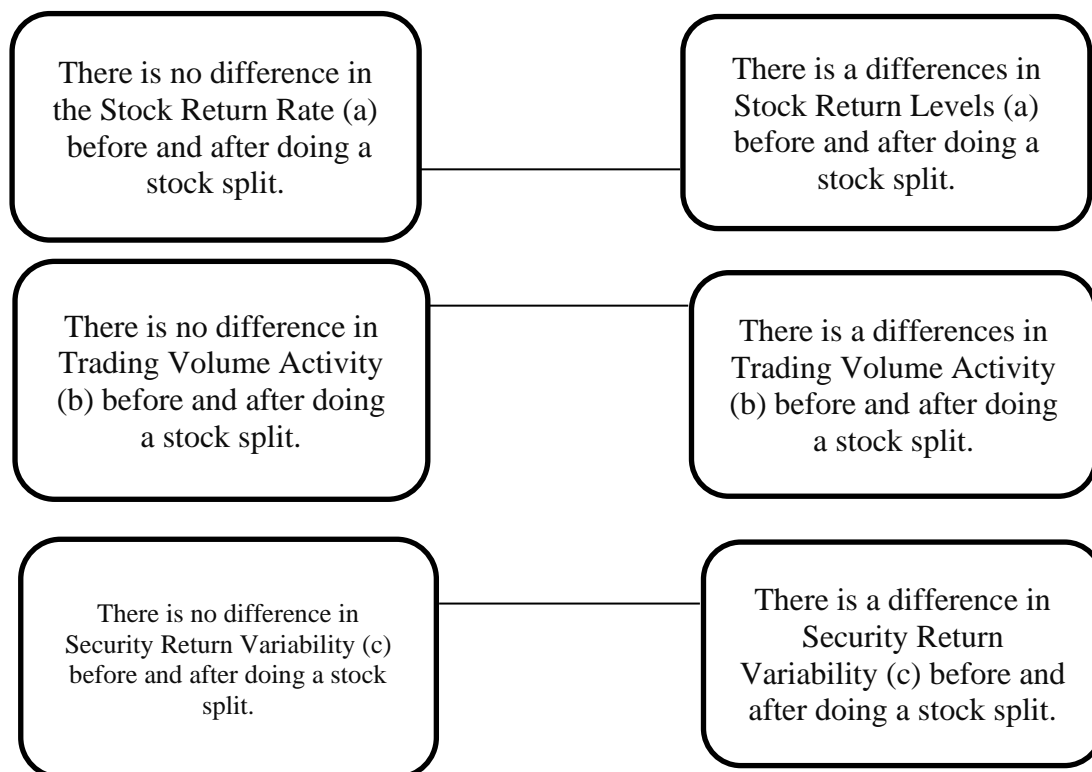 There is no difference in
the Stock Return Rate (a)
before and after doing a
stock split.
There is a differences in
Stock Return Levels (a)
before and after doing a
stock split.
There is no difference in
Trading Volume Activity
(b) before and after doing
a stock split.
There is a differences in
Trading Volume Activity
(b) before and after doing
a stock split.
There is no difference in
Security Return Variability (c)
before and after doing a stock
split.
There is a difference in
Security Return
Variability (c) before and
after doing a stock split.